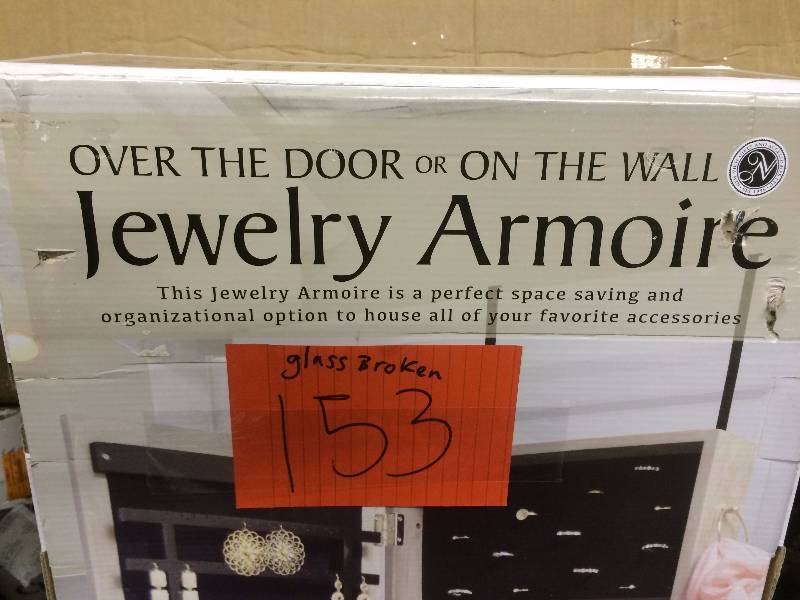 OVER THE DOOR OR ON THE WALL
Jewelry Armoire
This Jewelry Armoire is a perfect space saving and
organizational option to house all of your favorite accessories
glass Broken
153